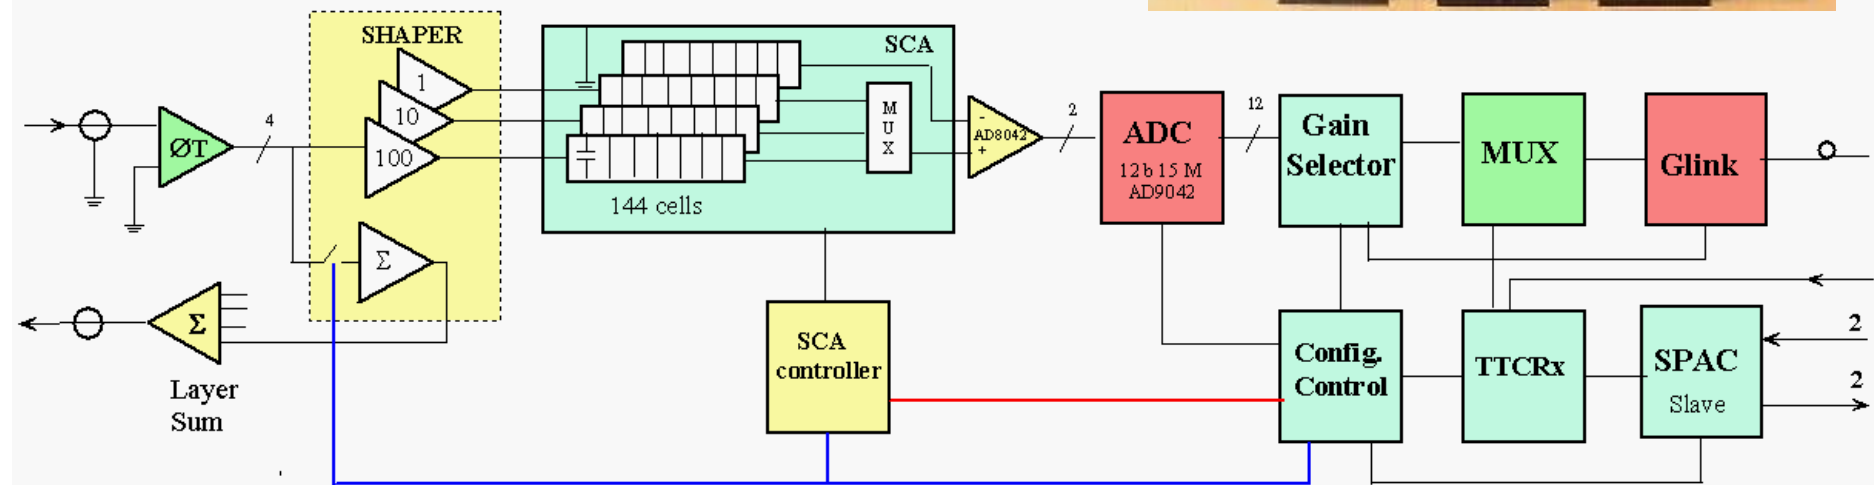 SHAPER
SCA
1
10
100
4
ØT
M
U
X
-
AD8042
+
2
ADC
12 b 15 M
AD9042
12
Gain
Selector
MUX
Glink
144 cells
Σ
Σ
Layer
Sum
SCA
controller
Config.
Control
TTCRx
SPAC
Slave
2
2